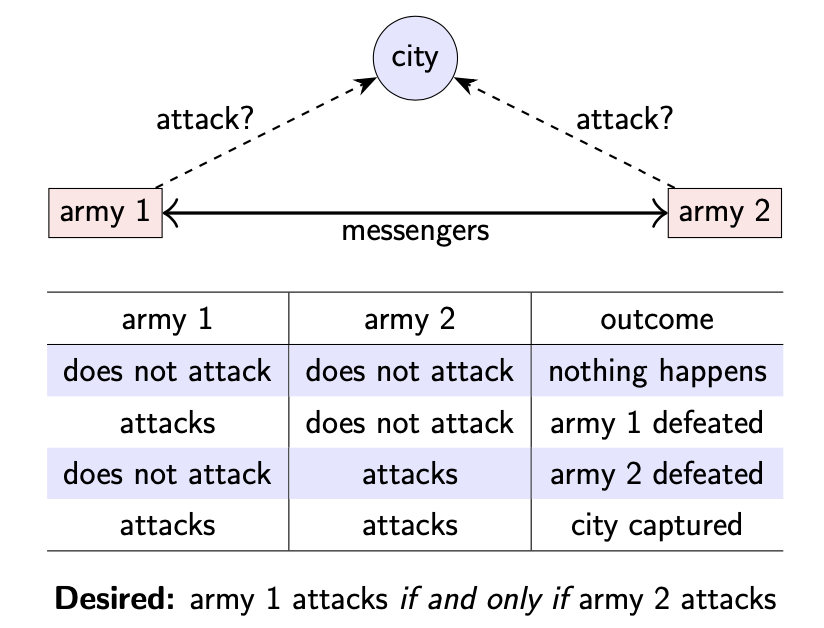 city
attack? attack?
army 1 army 2
messengers
army 1 army 2 outcome
does not attack does not attack nothing happens
attacks does not attack army 1 defeated
does not attack attacks army 2 defeated
attacks attacks city captured
Desired: army 1 attacks if and only if army 2 attacks